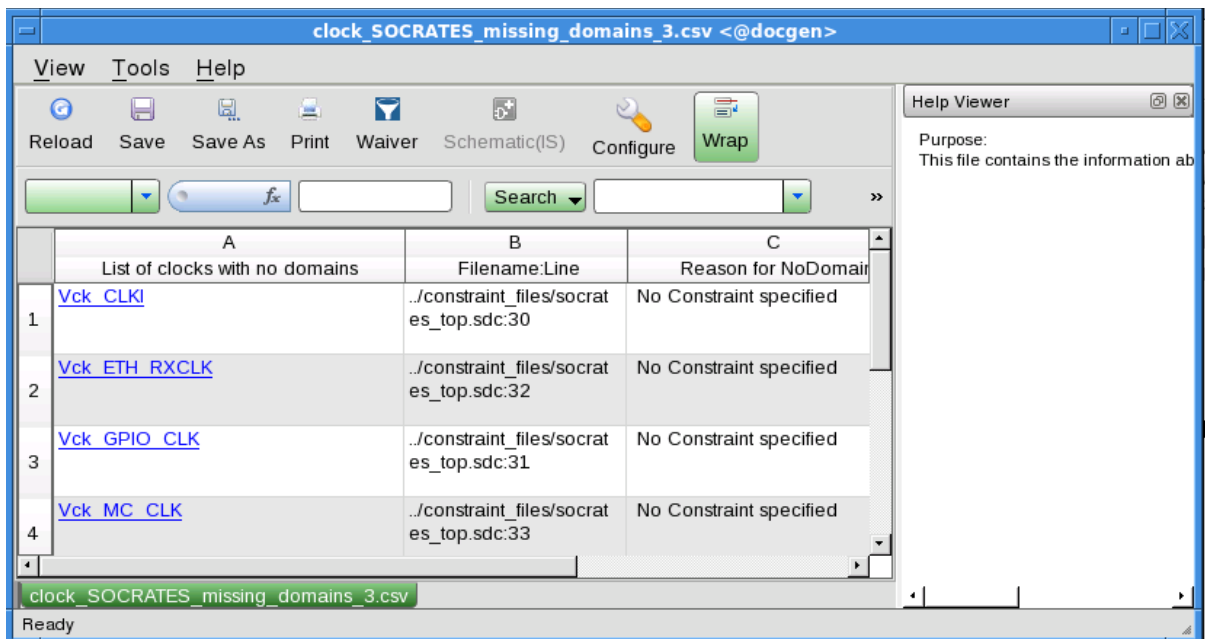 clock_SOCRATES_missing_domains_3.csv <@docgen>
View Tools Help
Reload Save Save As Print Waiver Schematic(IS) Configure Wrap
fx Search »
A B C
List of clocks with no domains Filename:Line Reason for NoDomain
1 Vck_CLKI ../constraint_files/socrat No Constraint specified
es_top.sdc:30
2 Vck_ETH_RXCLK ../constraint_files/socrat No Constraint specified
es_top.sdc:32
3 Vck_GPIO_CLK ../constraint_files/socrat No Constraint specified
es_top.sdc:31
4 Vck_MC_CLK ../constraint_files/socrat No Constraint specified
es_top.sdc:33
clock_SOCRATES_missing_domains_3.csv
Ready
Help Viewer
Purpose:
This file contains the information ab